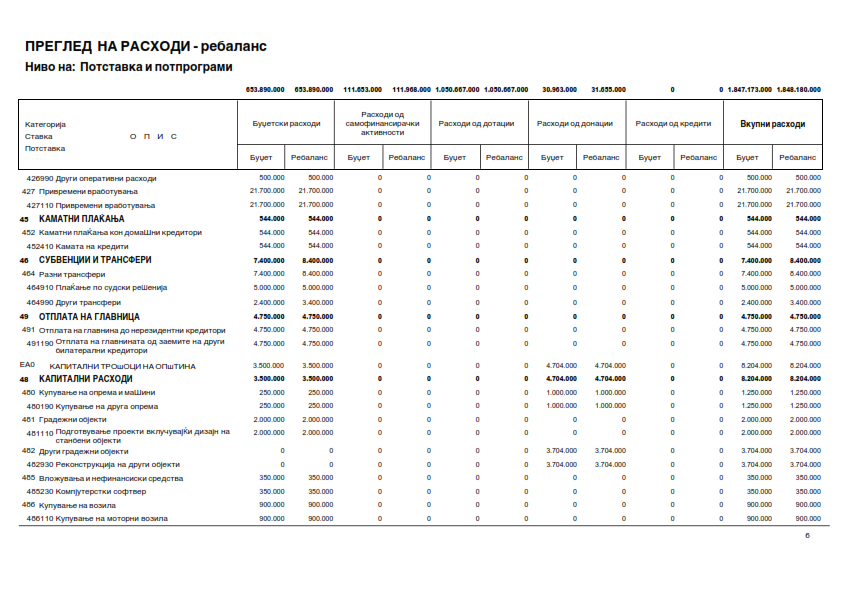 ПРЕГЛЕД НА РАСХОДИ - ребаланс
Ниво на: Потставка и потпрограми
653.890.000 653.890.000 111.653.000 111.968.000 1.050.667.000 1.050.667.000 30.963.000 31.655.000 0 0 1.847.173.000 1.848.180.000
Категорија
Ставка О П И С
Потставка
Буџетски расходи
Расходи од
самофинансирачки
активности
Расходи од дотации
Расходи од донации
Расходи од кредити
Вкупни расходи
Буџет Ребаланс Буџет Ребаланс Буџет Ребаланс Буџет Ребаланс Буџет Ребаланс Буџет Ребаланс
426990 Други оперативни расходи 500.000 500.000 0 0 0 0 0 0 0 0 500.000 500.000
427 Привремени вработувања 21.700.000 21.700.000 0 0 0 0 0 0 0 0 21.700.000 21.700.000
427110 Привремени вработувања 21.700.000 21.700.000 0 0 0 0 0 0 0 0 21.700.000 21.700.000
45 КАМАТНИ ПЛАЌАЊА 544.000 544.000 0 0 0 0 0 0 0 0 544.000 544.000
452 Каматни плаЌања кон домаШни кредитори 544.000 544.000 0 0 0 0 0 0 0 0 544.000 544.000
452410 Камата на кредити 544.000 544.000 0 0 0 0 0 0 0 0 544.000 544.000
46 СУБВЕНЦИИ И ТРАНСФЕРИ 7.400.000 8.400.000 0 0 0 0 0 0 0 0 7.400.000 8.400.000
464 Разни трансфери 7.400.000 8.400.000 0 0 0 0 0 0 0 0 7.400.000 8.400.000
464910 ПлаЌање по судски реШенија 5.000.000 5.000.000 0 0 0 0 0 0 0 0 5.000.000 5.000.000
464990 Други трансфери 2.400.000 3.400.000 0 0 0 0 0 0 0 0 2.400.000 3.400.000
49 ОТПЛАТА НА ГЛАВНИЦА 4.750.000 4.750.000 0 0 0 0 0 0 0 0 4.750.000 4.750.000
491 Отплата на главнина до нерезидентни кредитори 4.750.000 4.750.000 0 0 0 0 0 0 0 0 4.750.000 4.750.000
491190 Отплата на главнината од заемите на други 4.750.000 4.750.000 0 0 0 0 0 0 0 0 4.750.000 4.750.000
билатерални кредитори
EA0 КАПИТАЛНИ ТРОШОЦИ НА ОПШТИНА 3.500.000 3.500.000 0 0 0 0 4.704.000 4.704.000 0 0 8.204.000 8.204.000
48 КАПИТАЛНИ РАСХОДИ 3.500.000 3.500.000 0 0 0 0 4.704.000 4.704.000 0 0 8.204.000 8.204.000
480 Купување на опрема и маШини 250.000 250.000 0 0 0 0 1.000.000 1.000.000 0 0 1.250.000 1.250.000
480190 Купување на друга опрема 250.000 250.000 0 0 0 0 1.000.000 1.000.000 0 0 1.250.000 1.250.000
481 Градежни објекти 2.000.000 2.000.000 0 0 0 0 0 0 0 0 2.000.000 2.000.000
481110 Подготвување проекти вклучувајЌи дизајн на 2.000.000 2.000.000 0 0 0 0 0 0 0 0 2.000.000 2.000.000
станбени објекти
482 Други градежни објекти 0 0 0 0 0 0 3.704.000 3.704.000 0 0 3.704.000 3.704.000
482930 Реконструкција на други објекти 0 0 0 0 0 0 3.704.000 3.704.000 0 0 3.704.000 3.704.000
485 Вложувања и нефинансиски средства 350.000 350.000 0 0 0 0 0 0 0 0 350.000 350.000
485230 Компјутерски софтвер 350.000 350.000 0 0 0 0 0 0 0 0 350.000 350.000
486 Купување на возила 900.000 900.000 0 0 0 0 0 0 0 0 900.000 900.000
486110 Купување на моторни возила 900.000 900.000 0 0 0 0 0 0 0 0 900.000 900.000
6